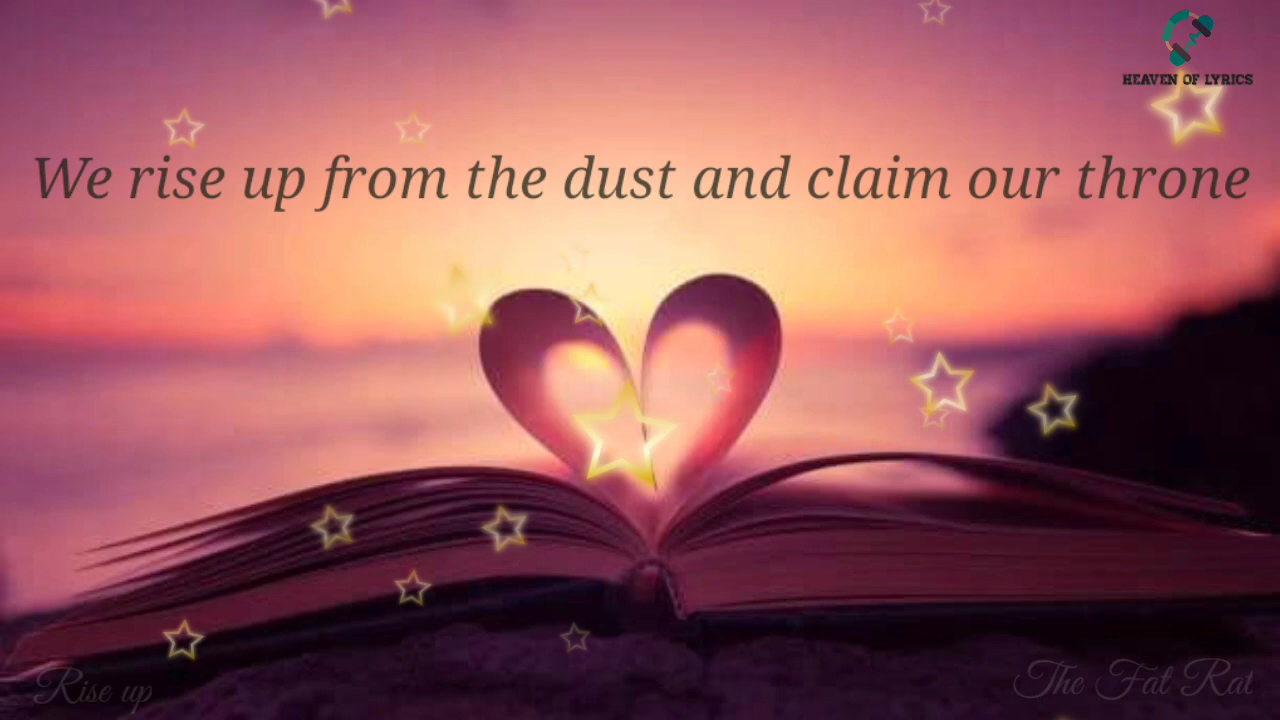 HEAVEN OF LYRICS
We rise up from the dust and claim our throne
Rise up
The Fat Rat